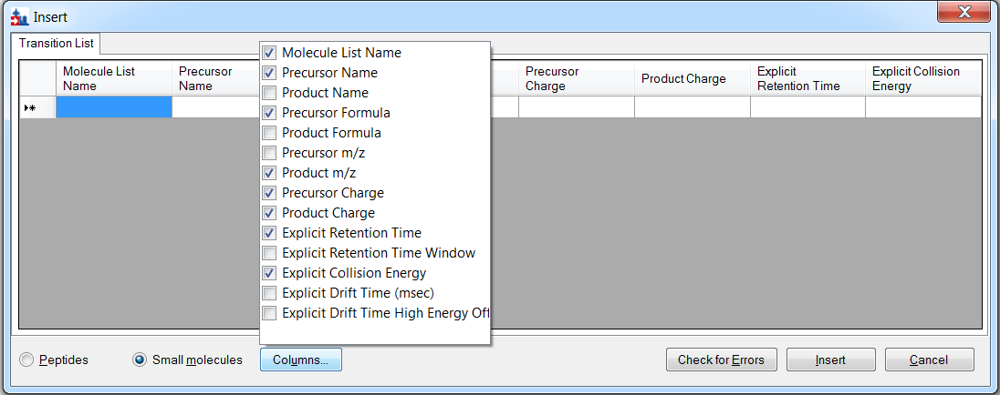 Insert
Transition List
Molecule List
Name
Precursor
Name
Precursor
Charge
Product Charge
Explicit
Retention Time
Explicit Collision
Energy
Molecule List Name
Precursor Name
Product Name
Precursor Formula
Product Formula
Precursor m/z
Product m/z
Precursor Charge
Product Charge
Explicit Retention Time
Explicit Retention Time Window
Explicit Collision Energy
Explicit Drift Time (msec)
Explicit Drift Time High Energy Off
Peptides
Small molecules
Columns...
Check for Errors
Insert
Cancel